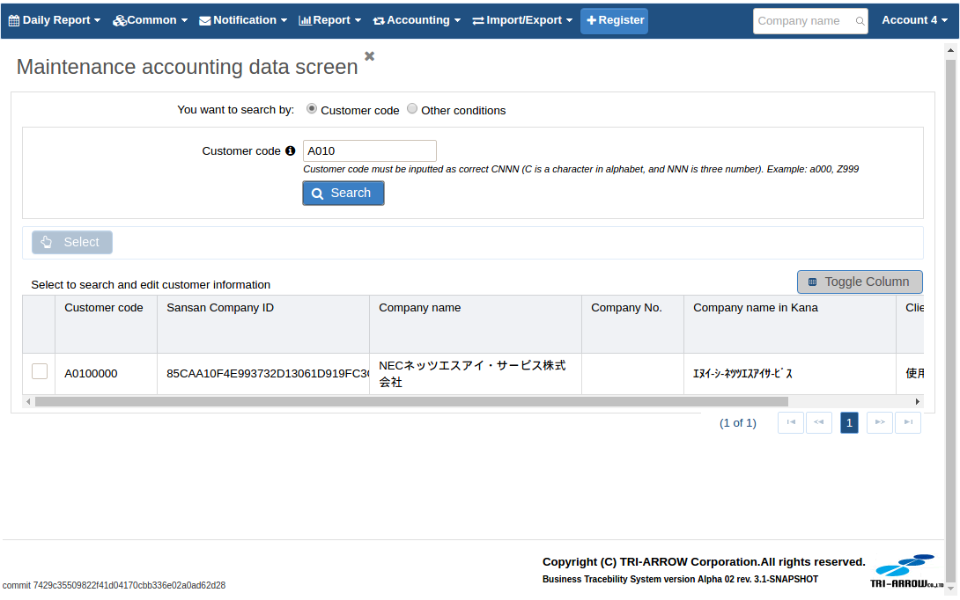 Daily Report Common Notification Report Accounting Import/Export Register Company name Account 4
Maintenance accounting data screen
You want to search by: Customer code Other conditions
Customer code A010
Customer code must be inputted as correct CNNN (C is a character in alphabet, and NNN is three number). Example: a000, Z999
Search
Select
Select to search and edit customer information Toggle Column
Customer code Sansan Company ID Company name Company No. Company name in Kana Clie
A0100000 85CAA10F4E993732D13061D919FC3 NECネッツエスアイ・サービス株式 ｴﾇｲ-ｼ-ﾈﾂﾂｴｽｱｲｻ-ﾋﾞｽ 使用
会社
(1 of 1) 1
Copyright (C) TRI-ARROW Corporation.All rights reserved.
Business Tracebility System version Alpha 02 rev. 3.1-SNAPSHOT
TRI-ARROW Co.,LTD
commit 7429c35509822f41d04170cbb336e02a0ad62d28